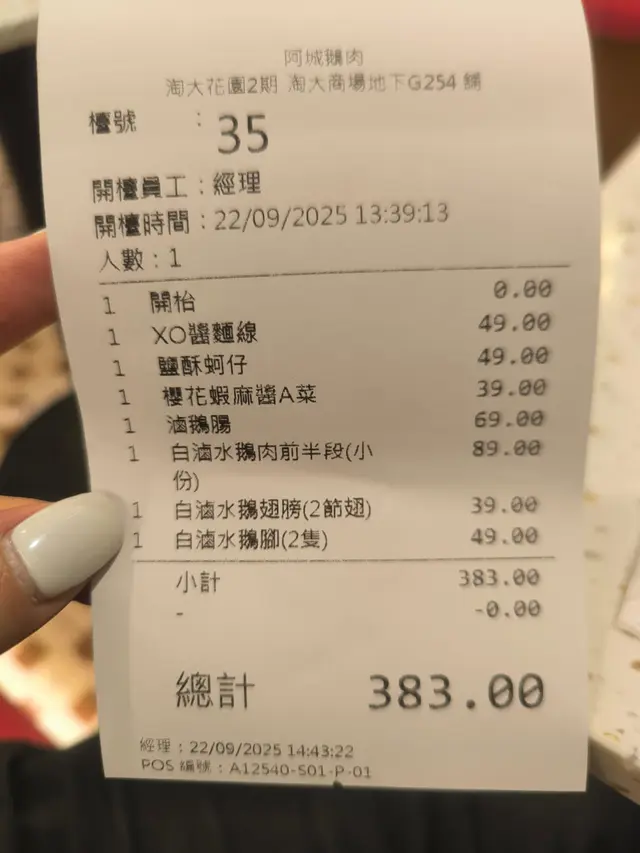 阿城鵝肉
淘大花園2期 淘大商場地下G254 鋪
檯號 : 35
開檯員工 : 經理
開檯時間 : 22/09/2025 13:39:13
人數 : 1
1 開枱 0.00
1 XO醬麵線 49.00
1 鹽酥蚵仔 49.00
1 櫻花蝦麻醬A菜 39.00
1 滷鵝腸 69.00
1 白滷水鵝肉前半段(小 89.00
份)
1 白滷水鵝翅膀(2節翅) 39.00
1 白滷水鵝腳(2隻) 49.00
小計 383.00
- -0.00
總計 383.00
經理 : 22/09/2025 14:43:22
POS 編號 : A12540-S01-P-01